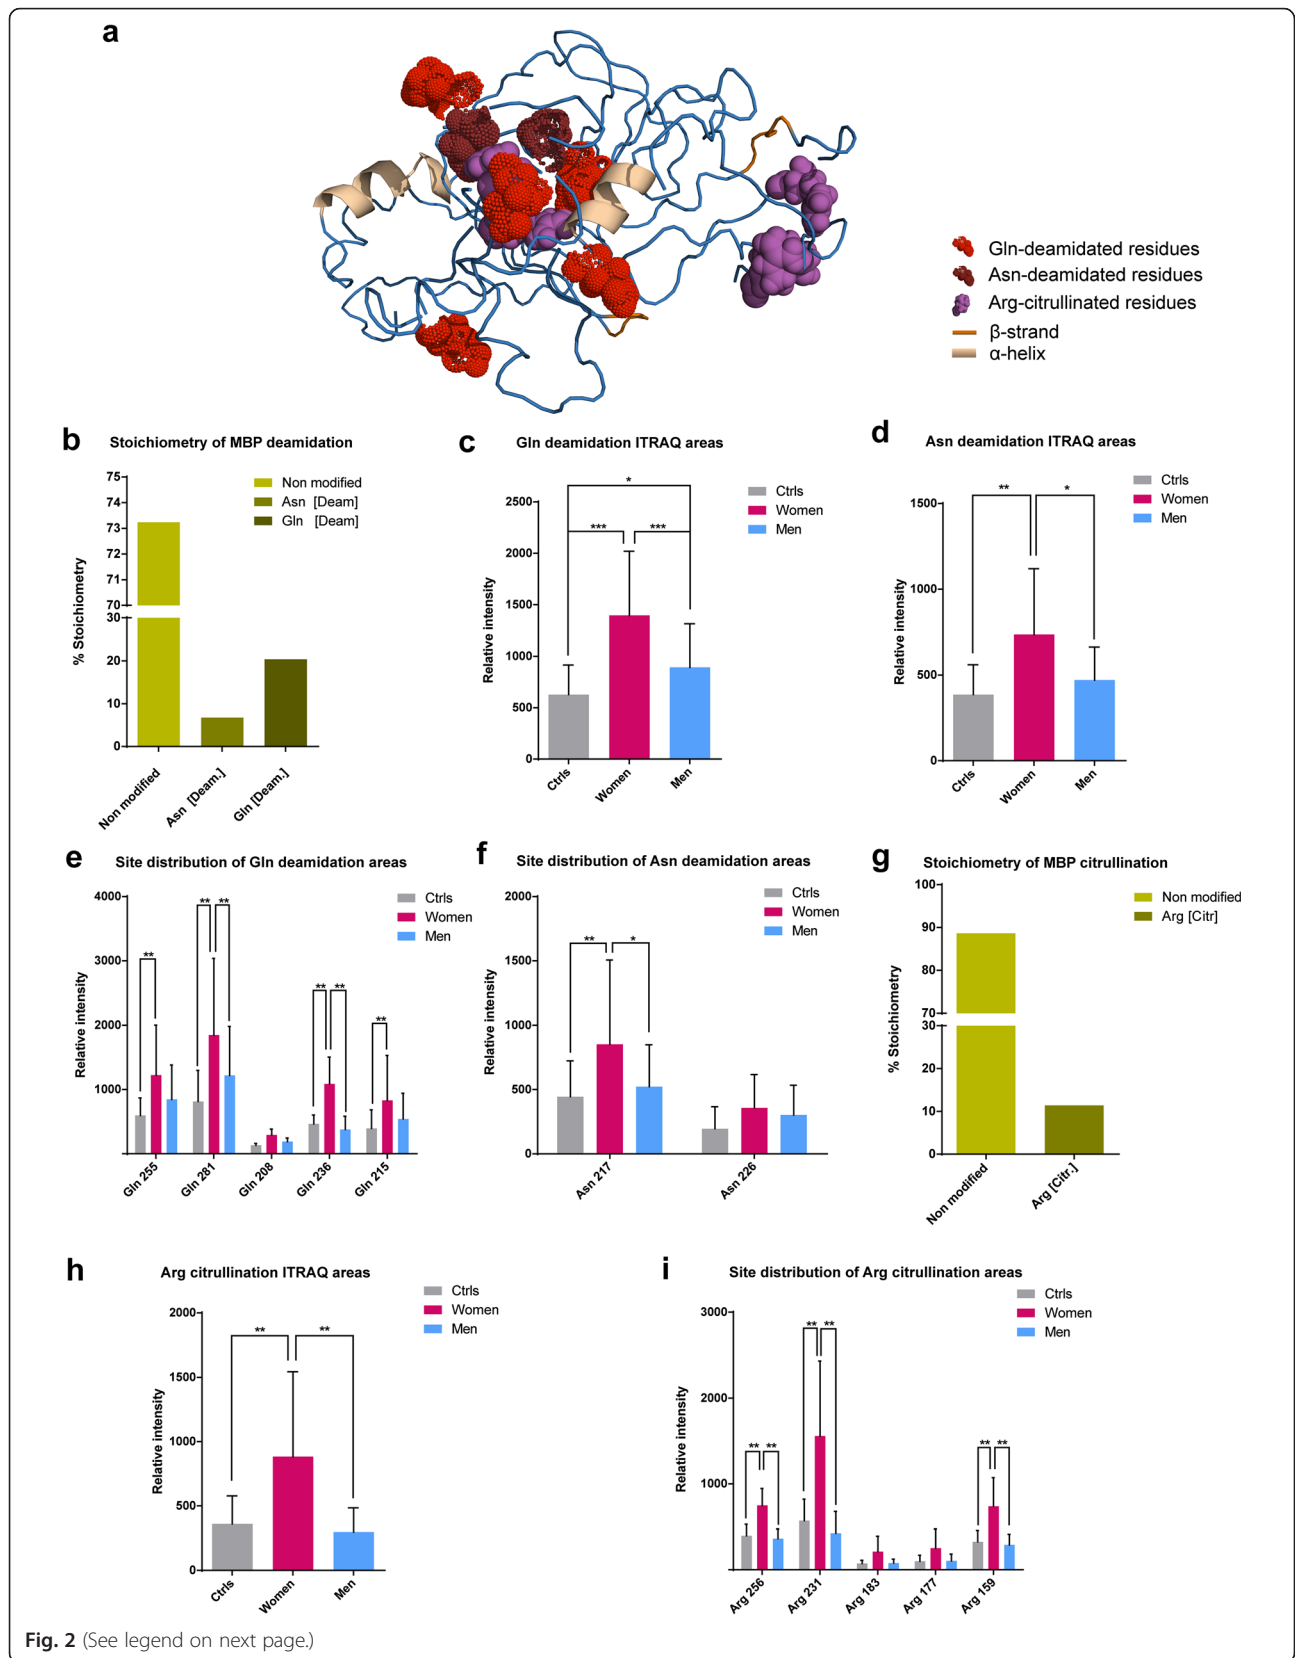 a
Gln-deamidated residues
Asn-deamidated residues
Arg-citrullinated residues
β-strand
α-helix
b
Stoichiometry of MBP deamidation
% Stoichiometry
75
74
73
72
71
70
30
20
10
0
Non modified
Asn [Deam]
Gln [Deam]
Non modified
Asn [Deam.]
Gln [Deam.]
c
Gln deamidation ITRAQ areas
Relative intensity
2500
2000
1500
1000
500
0
*
***
***
Ctrls
Women
Men
Ctrls
Women
Men
d
Asn deamidation ITRAQ areas
Relative intensity
1500
1000
500
0
**
*
Ctrls
Women
Men
Ctrls
Women
Men
e
Site distribution of Gln deamidation areas
Relative intensity
4000
3000
2000
1000
**
**
**
**
**
**
Ctrls
Women
Men
Gln 255
Gln 281
Gln 208
Gln 236
Gln 215
f
Site distribution of Asn deamidation areas
Relative intensity
2000
1500
1000
500
0
**
*
Ctrls
Women
Men
Asn 217
Asn 226
g
Stoichiometry of MBP citrullination
% Stoichiometry
100
90
80
70
30
20
10
0
Non modified
Arg [Citr]
Non modified
Arg [Citr.]
h
Arg citrullination ITRAQ areas
Relative intensity
2000
1500
1000
500
0
**
**
Ctrls
Women
Men
Ctrls
Women
Men
i
Site distribution of Arg citrullination areas
Relative intensity
3000
2000
1000
**
**
**
**
**
**
Ctrls
Women
Men
Arg 256
Arg 231
Arg 183
Arg 177
Arg 159
Fig. 2 (See legend on next page.)